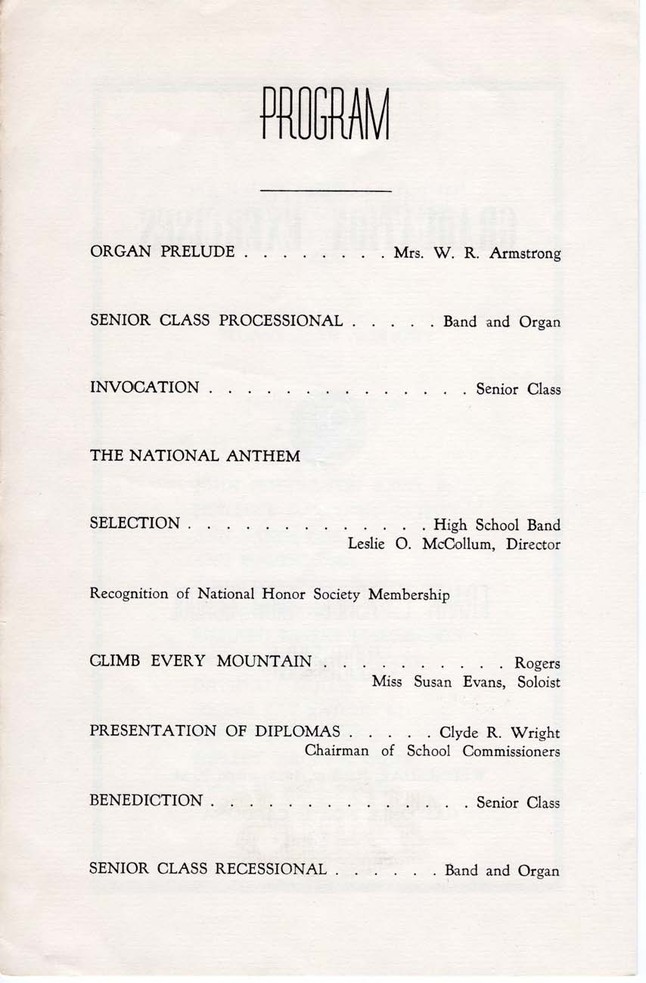 PROGRAM
ORGAN PRELUDE . . . . . . . . Mrs. W. R. Armstrong
SENIOR CLASS PROCESSIONAL . . . . . Band and Organ
INVOCATION . . . . . . . . . . . . . . Senior Class
THE NATIONAL ANTHEM
SELECTION . . . . . . . . . . . . . High School Band
Leslie O. McCollum, Director
Recognition of National Honor Society Membership
CLIMB EVERY MOUNTAIN . . . . . . . . . . Rogers
Miss Susan Evans, Soloist
PRESENTATION OF DIPLOMAS . . . . . Clyde R. Wright
Chairman of School Commissioners
BENEDICTION . . . . . . . . . . . . . . Senior Class
SENIOR CLASS RECESSIONAL . . . . . . Band and Organ